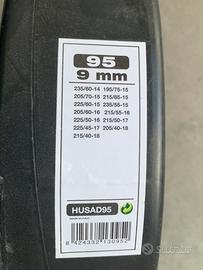 95
9 mm
235/60-14 195/75-15
205/70-15 215/65-15
225/60-15 235/55-15
205/60-16 215/55-16
225/50-16 215/50-17
225/45-17 205/40-18
215/40-18
HUSAD95
8 424332 130952
subito